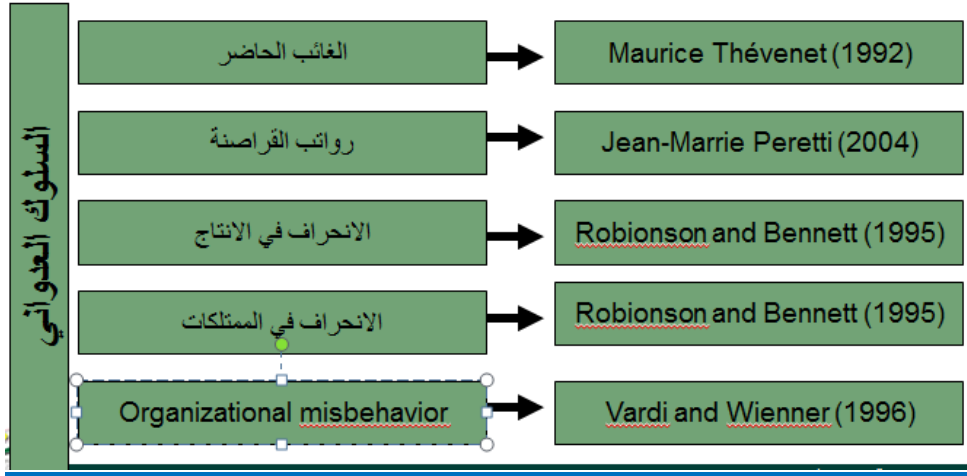 السلوك العدواني
الغائب الحاضر
Maurice Thévenet (1992)
رواتب القراصنة
Jean-Marrie Peretti (2004)
الانحراف في الانتاج
Robionson and Bennett (1995)
الانحراف في الممتلكات
Robionson and Bennett (1995)
Organizational misbehavior
Vardi and Wienner (1996)